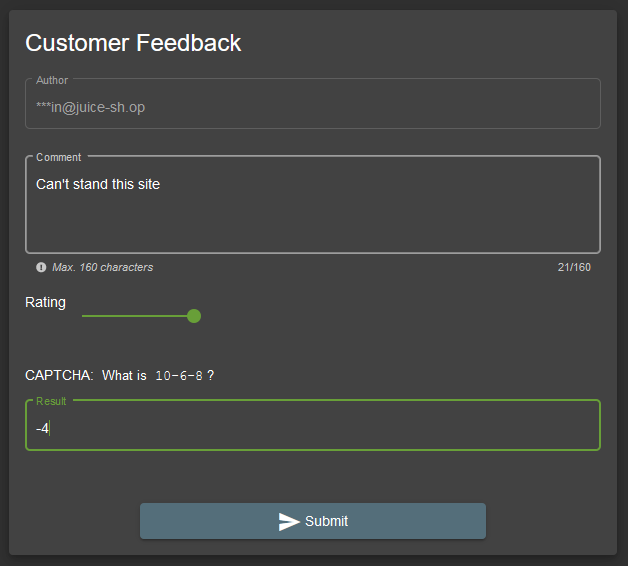 Customer Feedback
Author
***in@juice-sh.op
Comment
Can't stand this site
Max. 160 characters 21/160
Rating
CAPTCHA: What is 10-6-8 ?
Result
-4
Submit